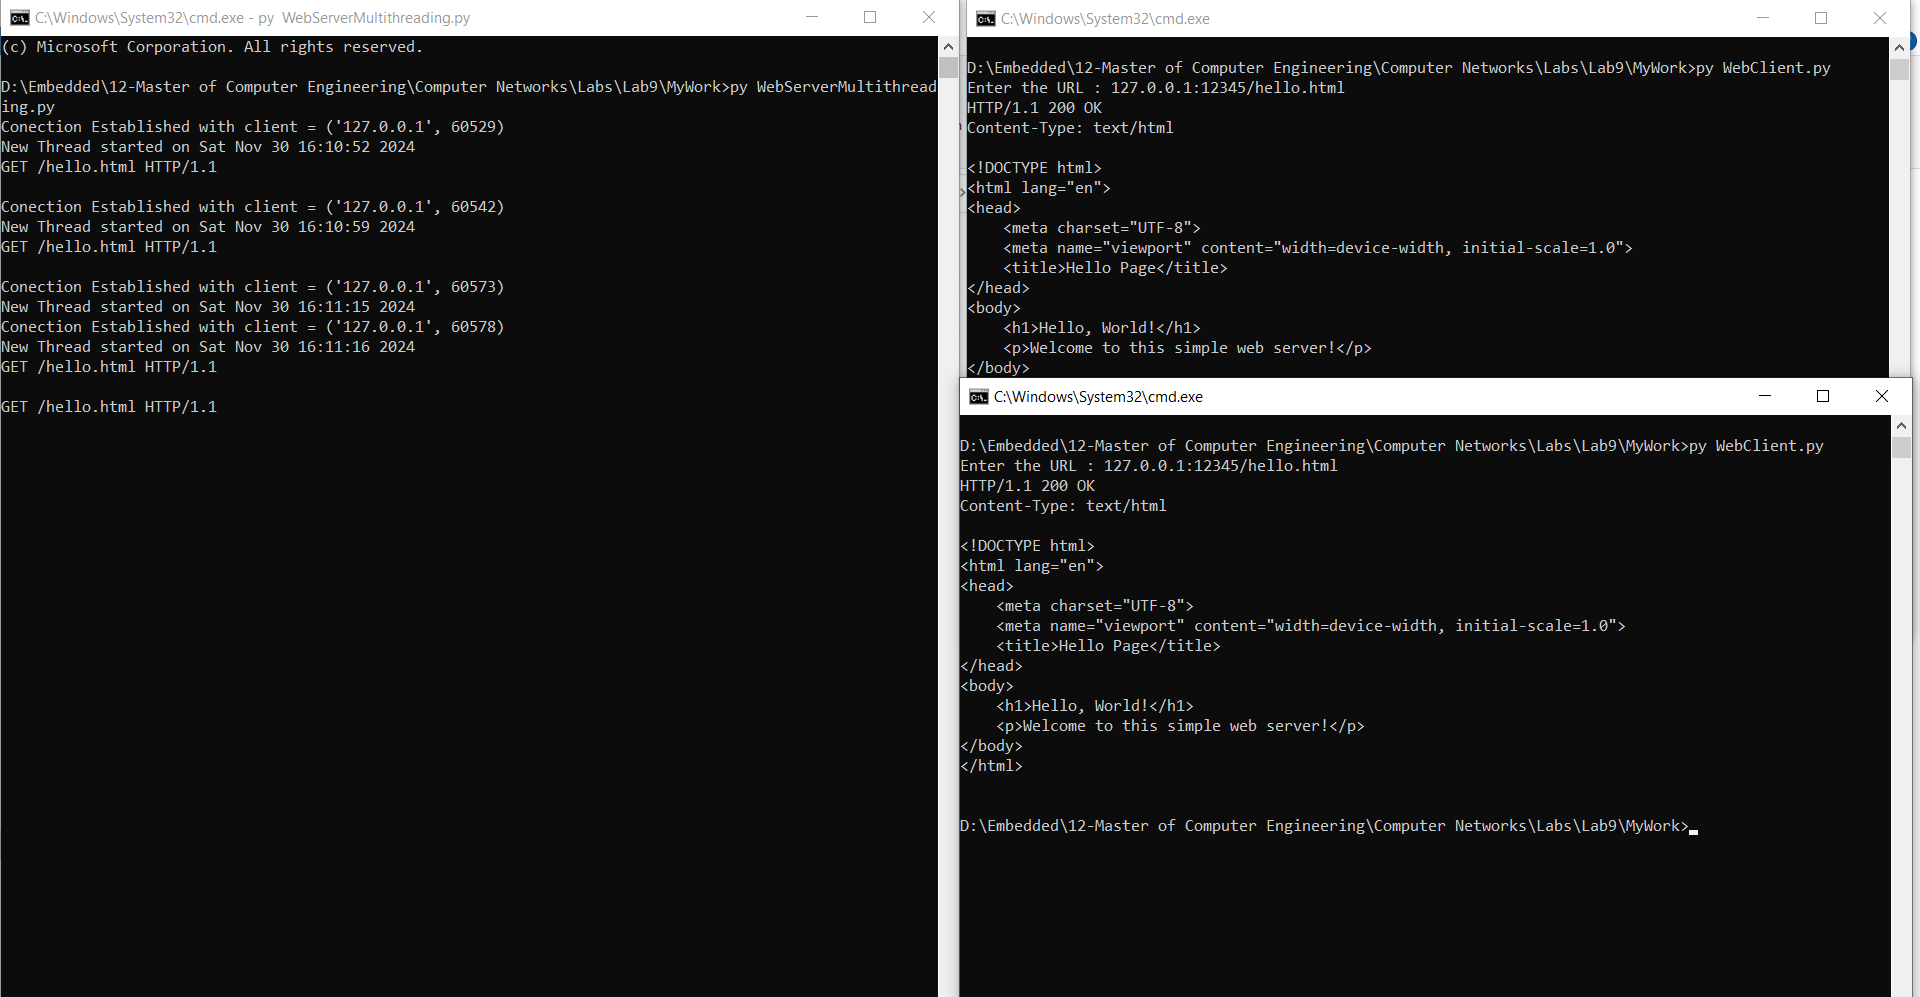 C:\Windows\System32\cmd.exe - py  WebServerMultithreading.py
(c) Microsoft Corporation. All rights reserved.
D:\Embedded\12-Master of Computer Engineering\Computer Networks\Labs\Lab9\MyWork>py WebServerMultithread
ing.py
Conection Established with client = ('127.0.0.1', 60529)
New Thread started on Sat Nov 30 16:10:52 2024
GET /hello.html HTTP/1.1
Conection Established with client = ('127.0.0.1', 60542)
New Thread started on Sat Nov 30 16:10:59 2024
GET /hello.html HTTP/1.1
Conection Established with client = ('127.0.0.1', 60573)
New Thread started on Sat Nov 30 16:11:15 2024
Conection Established with client = ('127.0.0.1', 60578)
New Thread started on Sat Nov 30 16:11:16 2024
GET /hello.html HTTP/1.1
GET /hello.html HTTP/1.1
C:\Windows\System32\cmd.exe
D:\Embedded\12-Master of Computer Engineering\Computer Networks\Labs\Lab9\MyWork>py WebClient.py
Enter the URL : 127.0.0.1:12345/hello.html
HTTP/1.1 200 OK
Content-Type: text/html
<!DOCTYPE html>
<html lang="en">
<head>
    <meta charset="UTF-8">
    <meta name="viewport" content="width=device-width, initial-scale=1.0">
    <title>Hello Page</title>
</head>
<body>
    <h1>Hello, World!</h1>
    <p>Welcome to this simple web server!</p>
</body>
C:\Windows\System32\cmd.exe
D:\Embedded\12-Master of Computer Engineering\Computer Networks\Labs\Lab9\MyWork>py WebClient.py
Enter the URL : 127.0.0.1:12345/hello.html
HTTP/1.1 200 OK
Content-Type: text/html
<!DOCTYPE html>
<html lang="en">
<head>
    <meta charset="UTF-8">
    <meta name="viewport" content="width=device-width, initial-scale=1.0">
    <title>Hello Page</title>
</head>
<body>
    <h1>Hello, World!</h1>
    <p>Welcome to this simple web server!</p>
</body>
</html>
D:\Embedded\12-Master of Computer Engineering\Computer Networks\Labs\Lab9\MyWork>